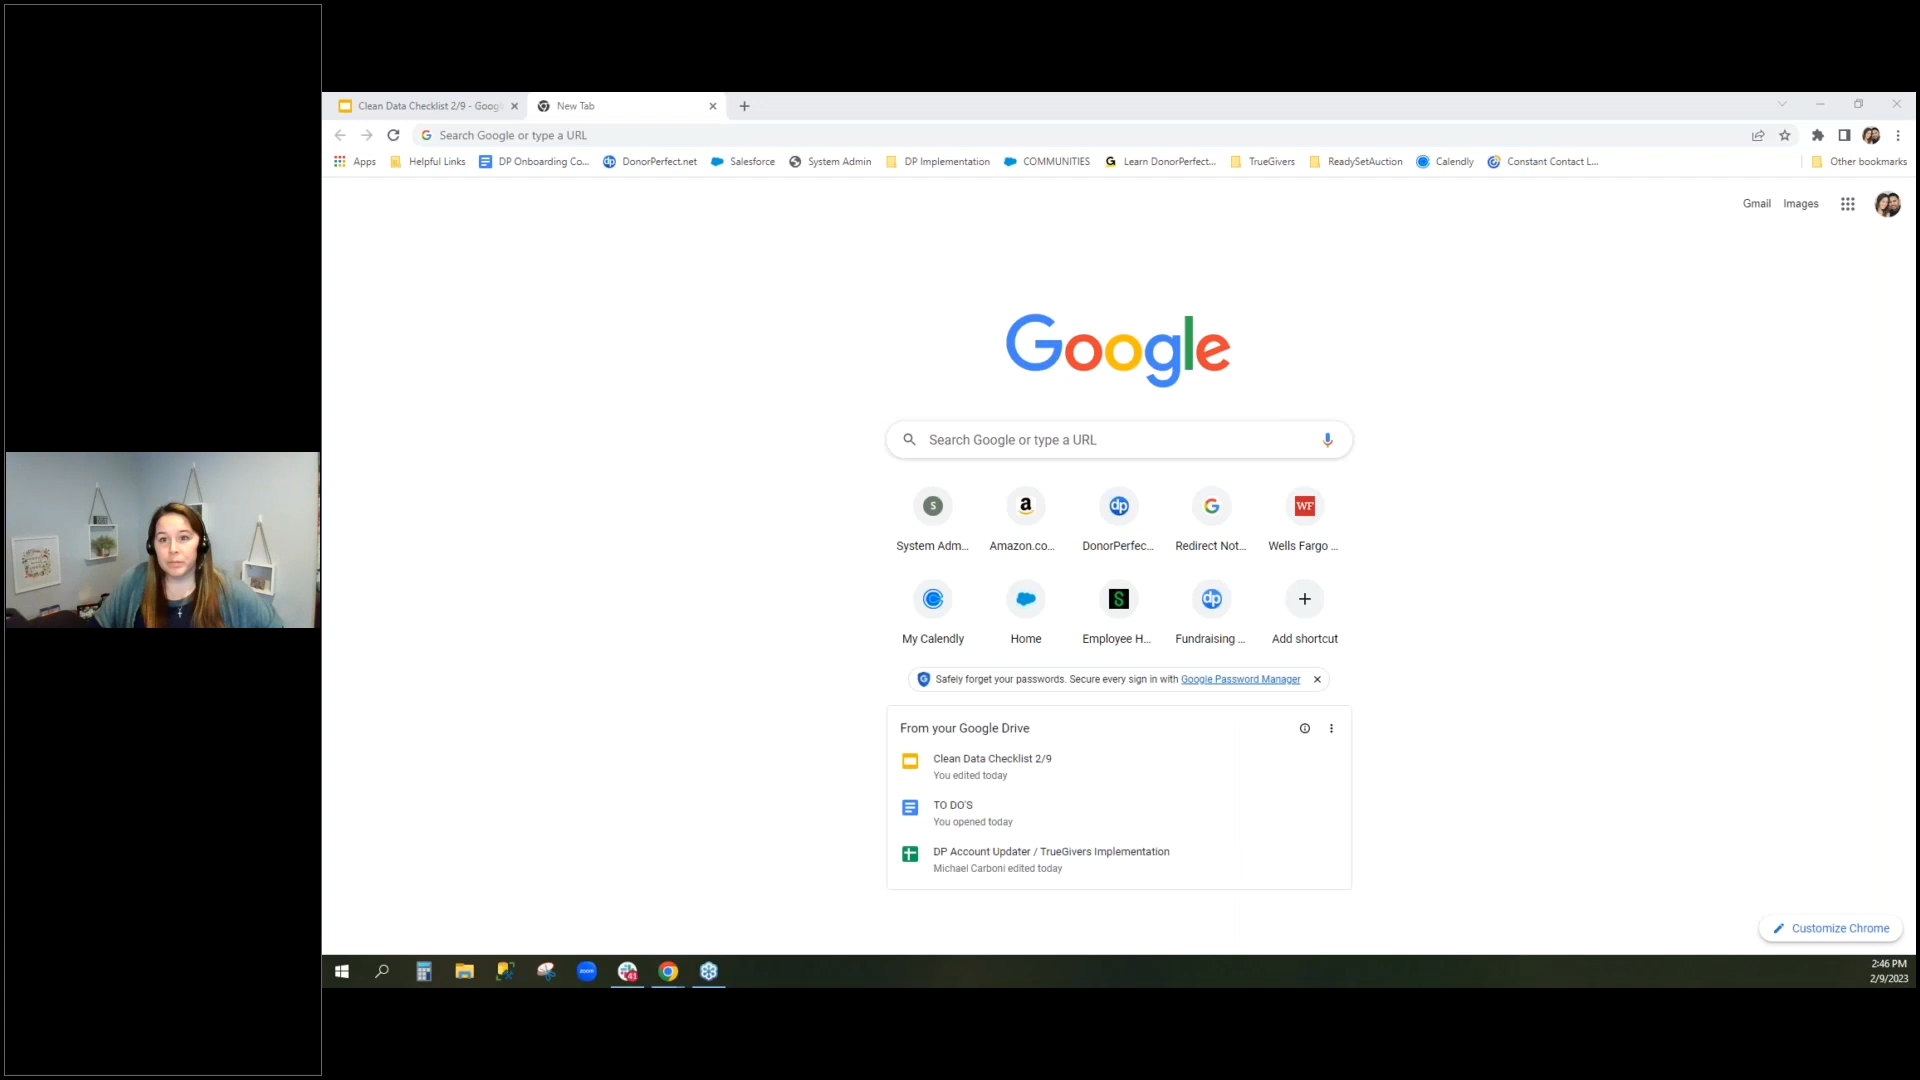 Clean Data Checklist 2/9 - Goog
New Tab
Search Google or type a URL
Apps
Helpful Links
DP Onboarding Co...
DonorPerfect.net
Salesforce
System Admin
DP Implementation
COMMUNITIES
Learn DonorPerfect...
TrueGivers
ReadySetAuction
Calendly
Constant Contact L...
Other bookmarks
Gmail
Images
Google
Search Google or type a URL
S
a
dp
G
WF
System Adm...
Amazon.co...
DonorPerfec...
Redirect Not...
Wells Fargo ...
S
dp
My Calendly
Home
Employee H...
Fundraising ...
Add shortcut
Safely forget your passwords. Secure every sign in with Google Password Manager
From your Google Drive
Clean Data Checklist 2/9
You edited today
TO DO'S
You opened today
DP Account Updater / TrueGivers Implementation
Michael Carboni edited today
Customize Chrome
zoom
41
2:46 PM
2/9/2023